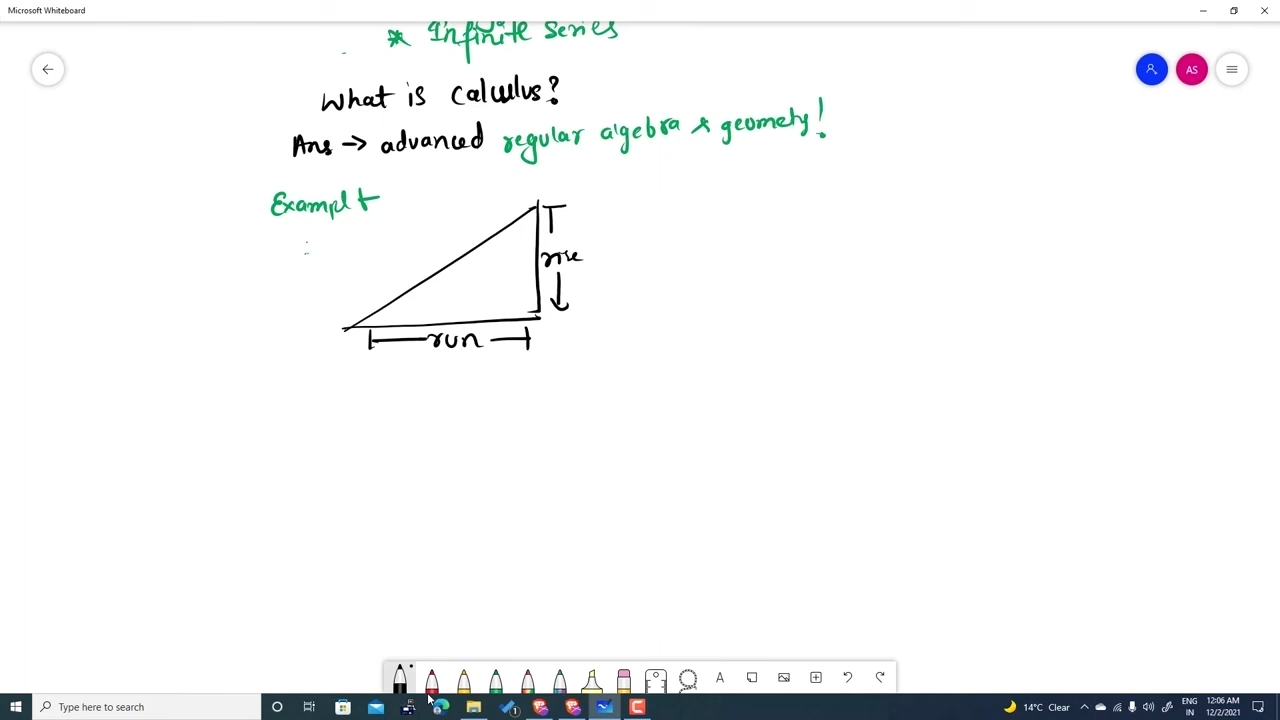 Microsoft Whiteboard
* Infinite Series
AS
What is calculus?
Ans → advanced regular algebra & geometry!
Example
rise
run
A
Type here to search
14°C Clear
ENG
IN
12:06 AM
12/2/2021